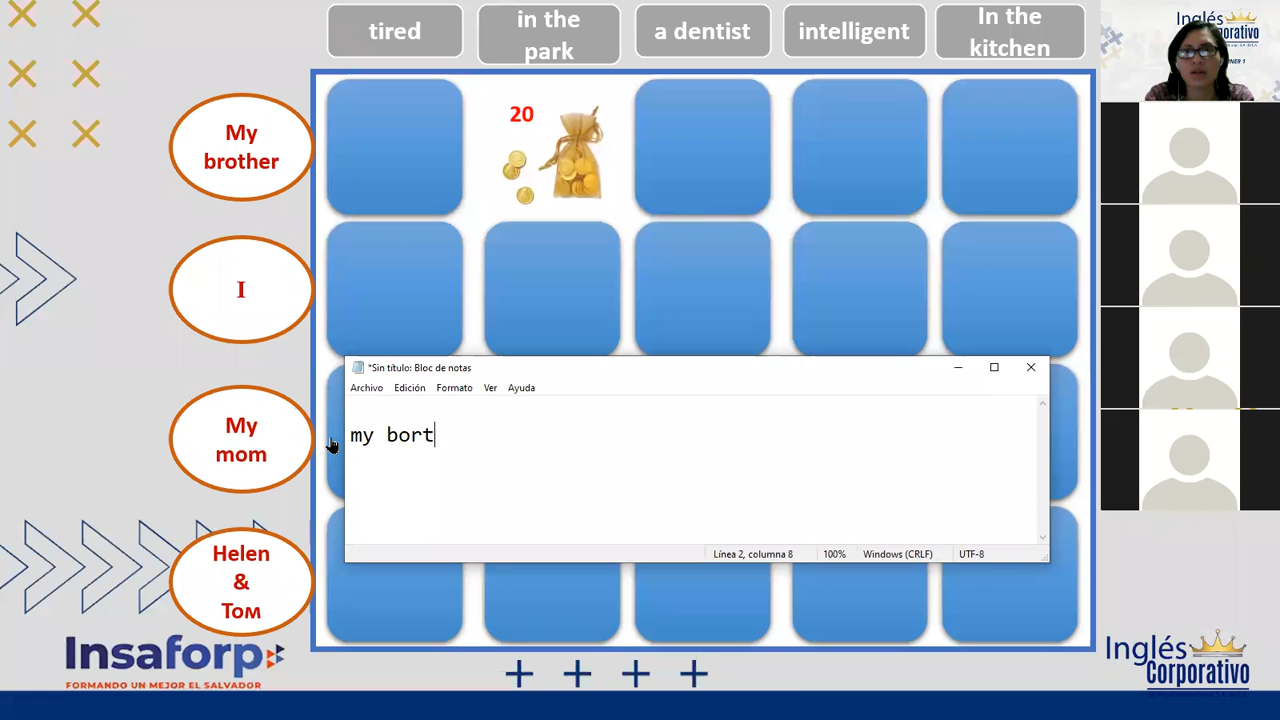 tired
in the
park
a dentist
intelligent
In the
kitchen
Inglés
Corporativo
My
brother
20
I
*Sin título: Bloc de notas
Archivo Edición Formato Ver Ayuda
my bort
My
mom
Línea 2, columna 8 100% Windows (CRLF) UTF-8
Helen
&
Tom
Insaforp
FORMANDO UN MEJOR EL SALVADOR
Inglés
Corporativo